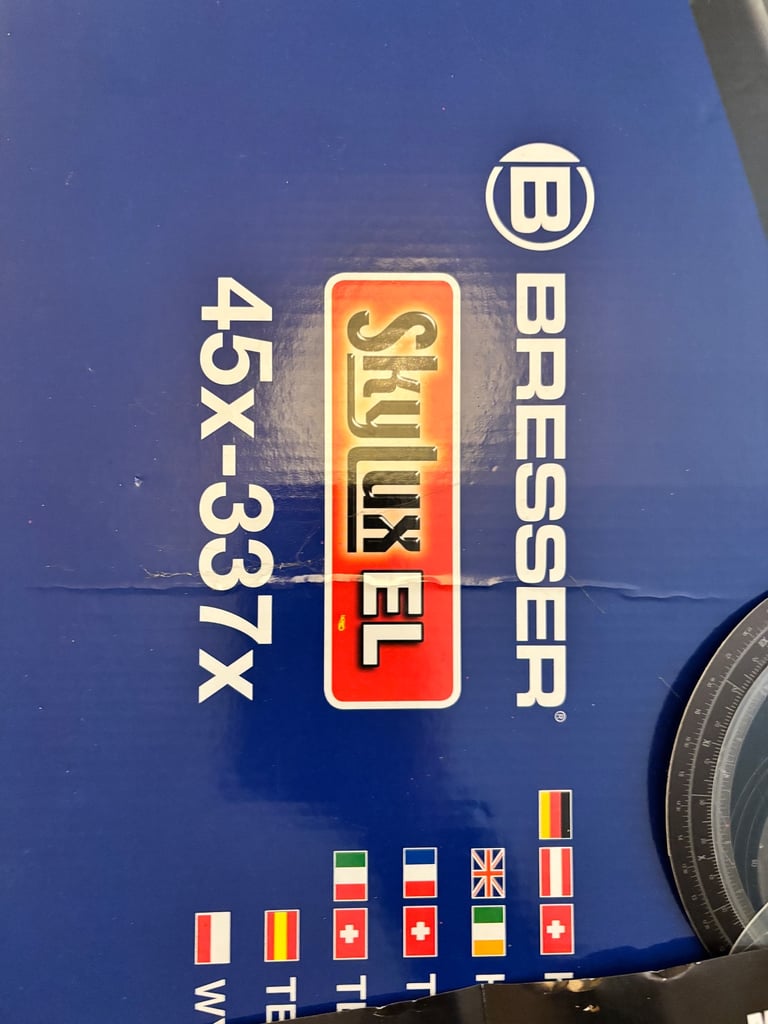 B BRESSER®
Skylux EL
45x-337x